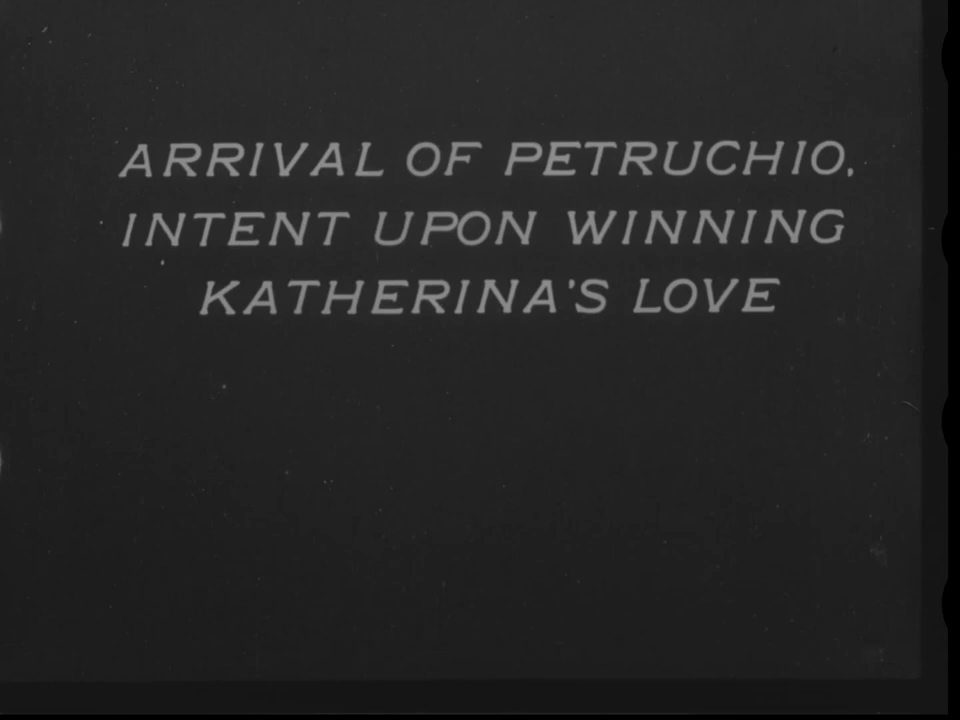 ARRIVAL OF PETRUCHIO,
INTENT UPON WINNING
KATHERINA'S LOVE